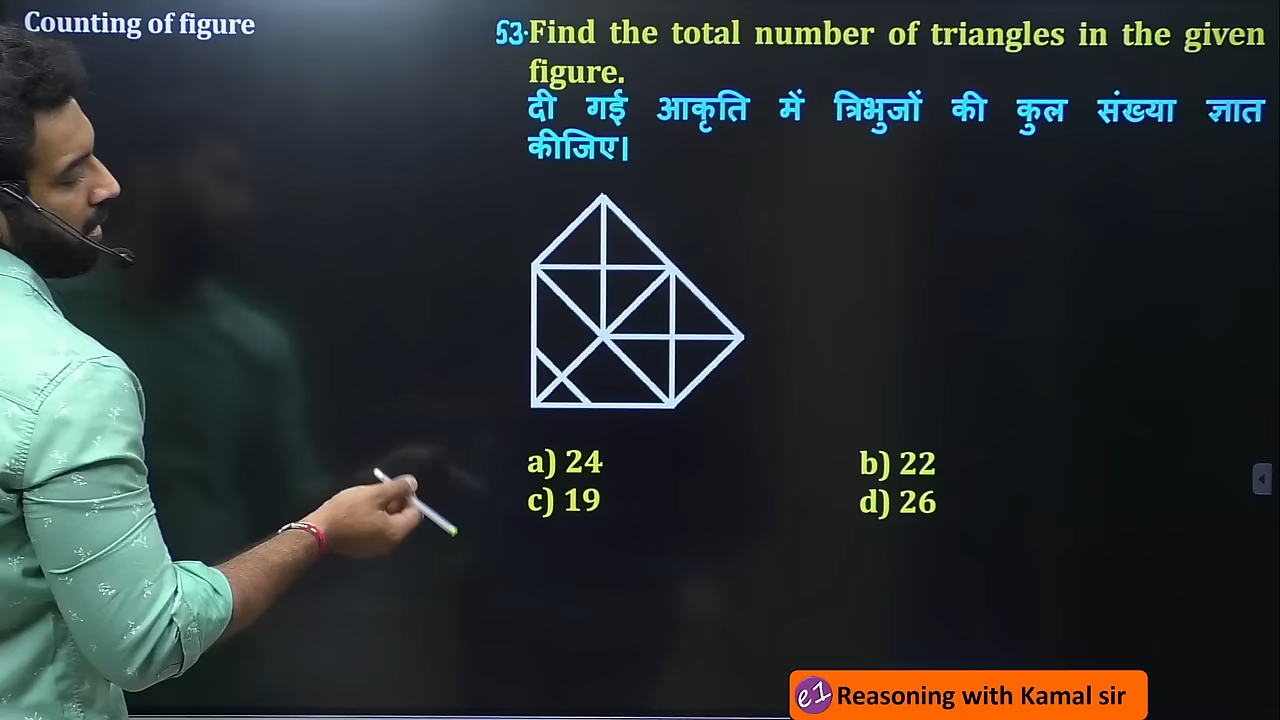 Counting of figure
53. Find the total number of triangles in the given
figure.
दी गई आकृति में त्रिभुजों की कुल संख्या ज्ञात
कीजिए।
a) 24
b) 22
c) 19
d) 26
e1 Reasoning with Kamal sir